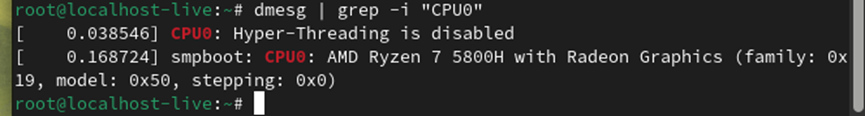 root@localhost-live:~# dmesg | grep -i "CPU0"
[    0.038546] CPU0: Hyper-Threading is disabled
[    0.168724] smpboot: CPU0: AMD Ryzen 7 5800H with Radeon Graphics (family: 0x
19, model: 0x50, stepping: 0x0)
root@localhost-live:~#